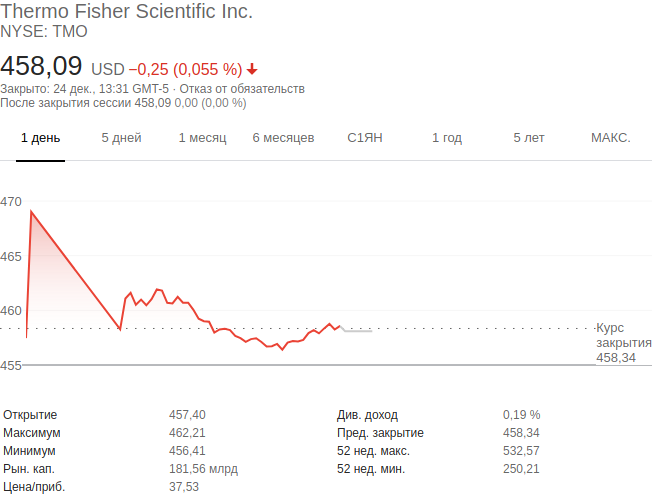 Thermo Fisher Scientific Inc.
NYSE: TMO
458,09 USD −0,25 (0,055 %)
Закрыто: 24 дек., 13:31 GMT-5 · Отказ от обязательств
После закрытия сессии 458,09 0,00 (0,00 %)
1 день 5 дней 1 месяц 6 месяцев С1ЯН 1 год 5 лет МАКС.
470
465
460
Курс
закрытия
458,34
455
Открытие 457,40 Див. доход 0,19 %
Максимум 462,21 Пред. закрытие 458,34
Минимум 456,41 52 нед. макс. 532,57
Рын. кап. 181,56 млрд 52 нед. мин. 250,21
Цена/приб. 37,53